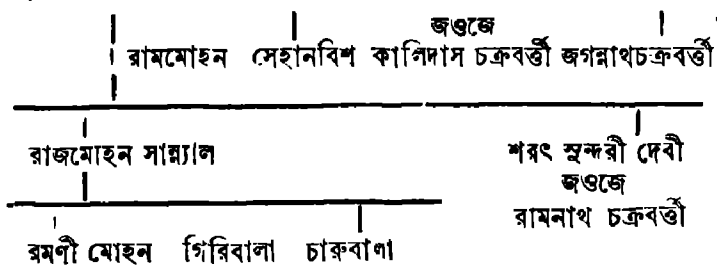 জওজে
রামমোহন সেহানবিশ কালিদাস চক্রবর্ত্তী জগন্নাথচক্রবর্ত্তী
রাজমোহন সান্ন্যাল শরৎ সুন্দরী দেবী
জওজে
রামনাথ চক্রবর্ত্তী
রমণী মোহন গিরিবালা চারুবালা